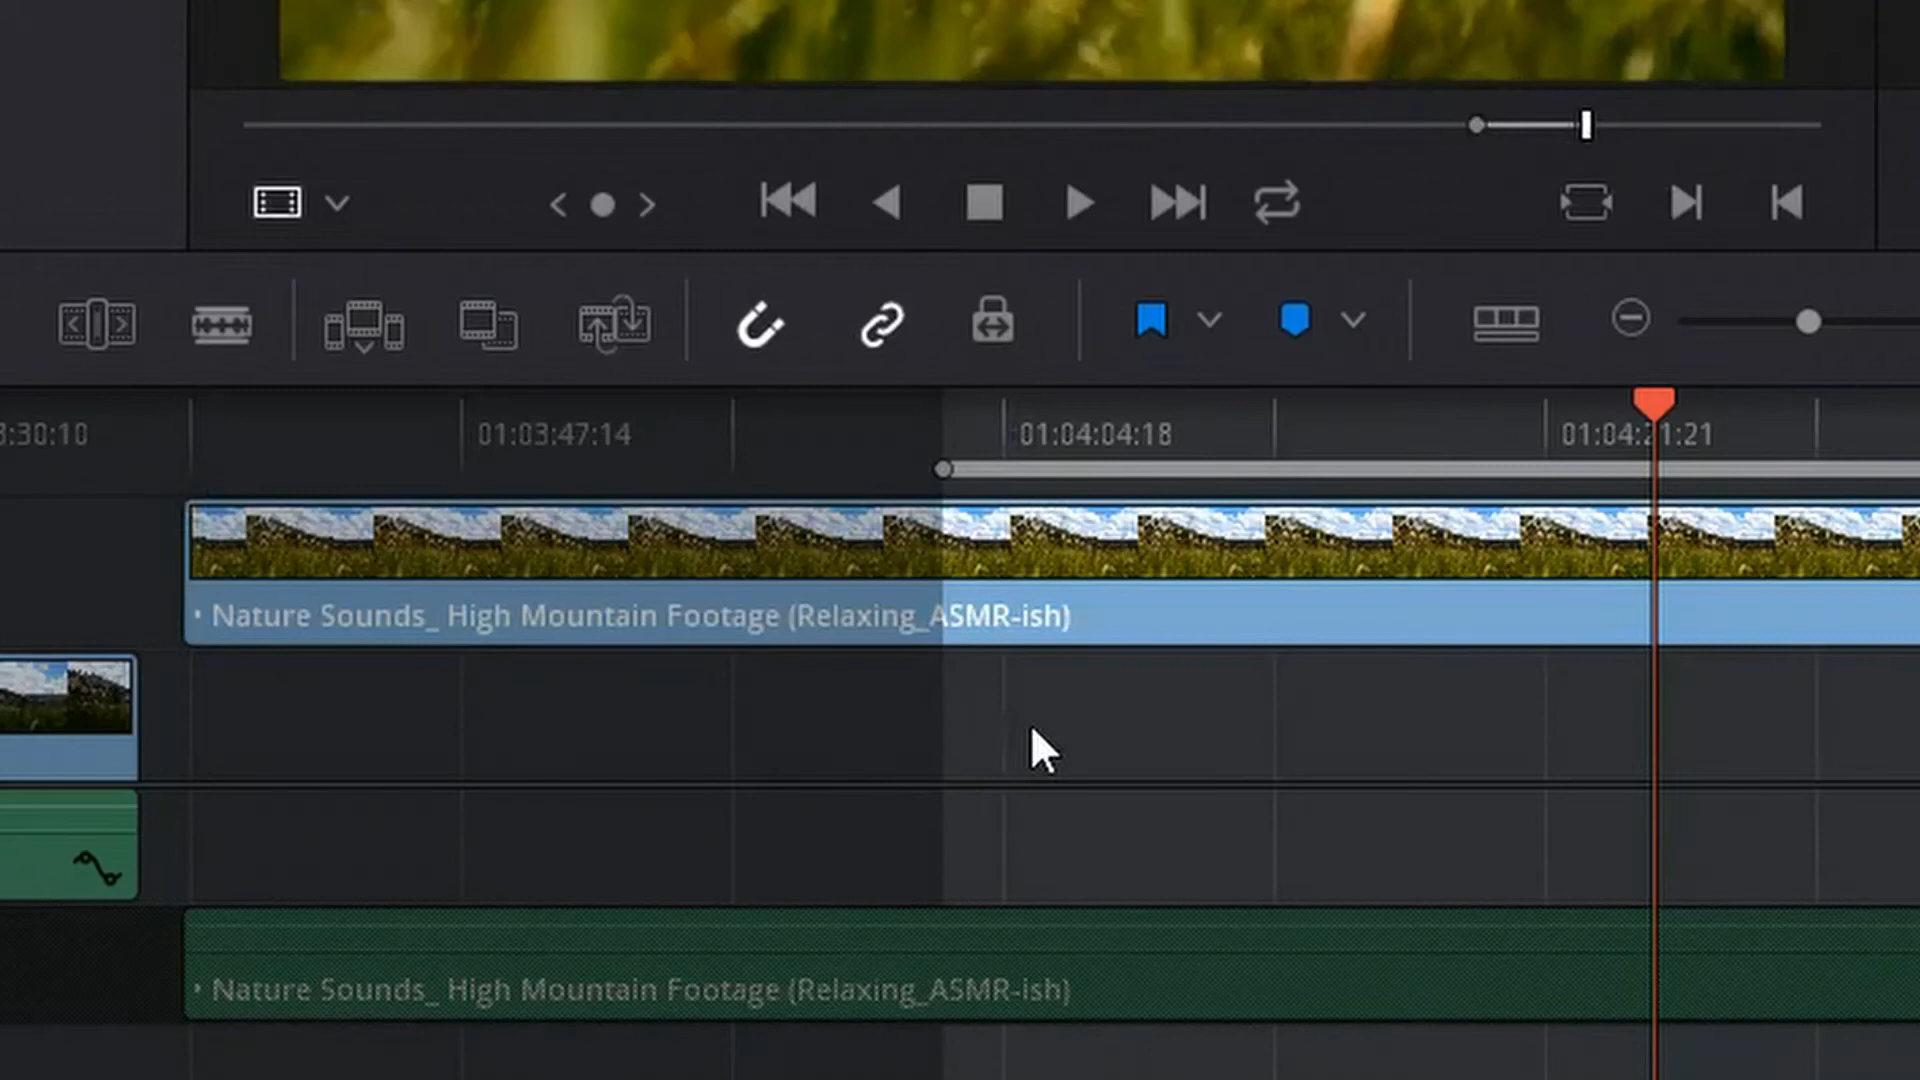 :30:10
01:03:47:14
01:04:04:18
01:04:21:21
Nature Sounds_ High Mountain Footage (Relaxing_ASMR-ish)
Nature Sounds_ High Mountain Footage (Relaxing_ASMR-ish)